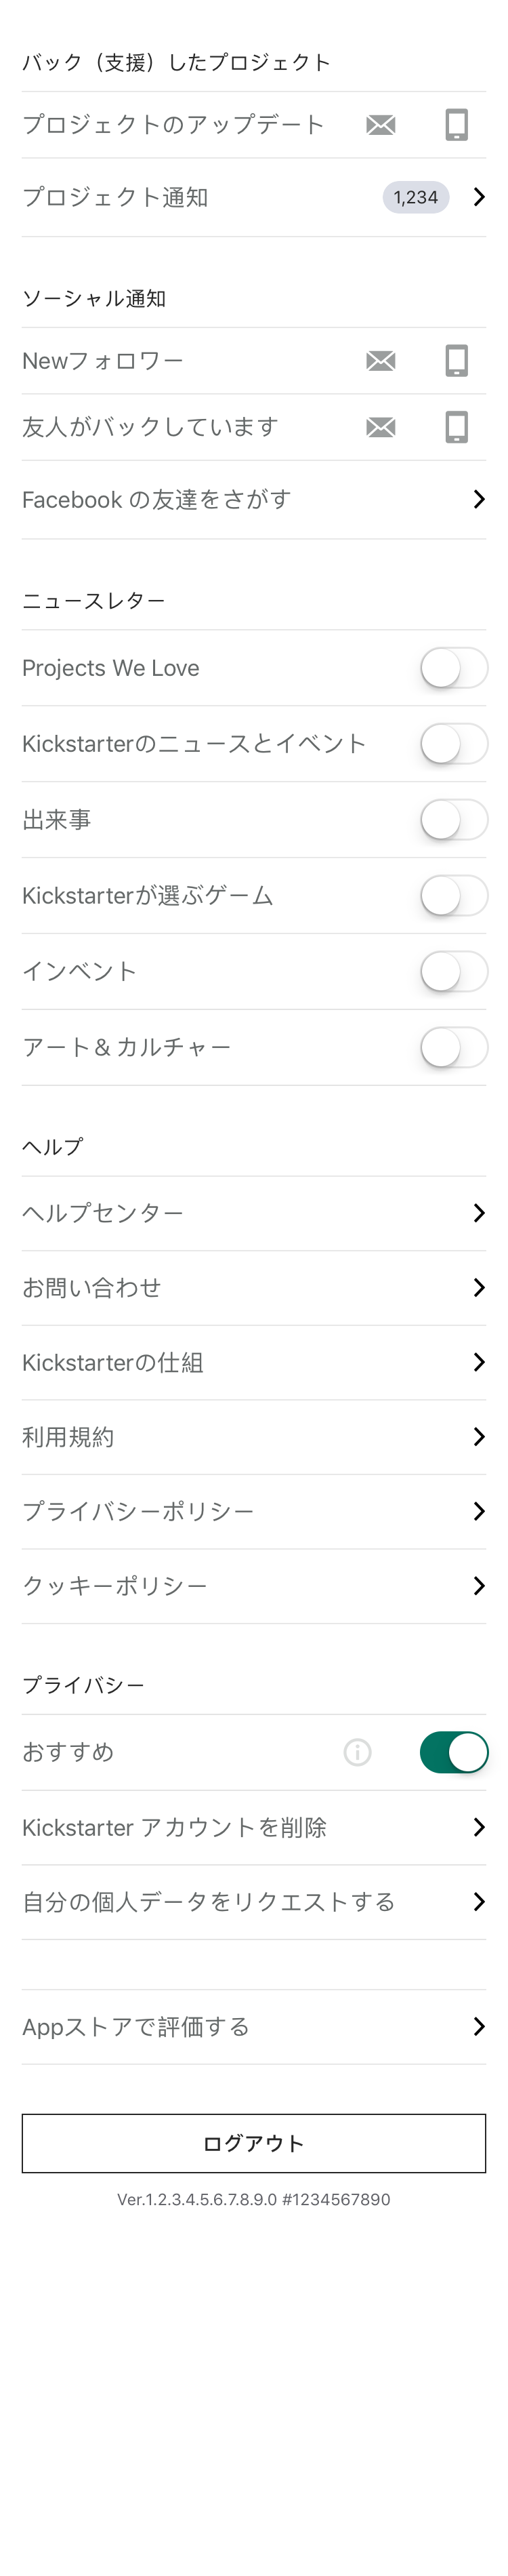 バック（支援）したプロジェクト
プロジェクトのアップデート
プロジェクト通知 1,234
ソーシャル通知
Newフォロワー
友人がバックしています
Facebook の友達をさがす
ニュースレター
Projects We Love
Kickstarterのニュースとイベント
出来事
Kickstarterが選ぶゲーム
インベント
アート& カルチャー
ヘルプ
ヘルプセンター
お問い合わせ
Kickstarterの仕組
利用規約
プライバシーポリシー
クッキーポリシー
プライバシー
おすすめ
Kickstarter アカウントを削除
自分の個人データをリクエストする
Appストアで評価する
ログアウト
Ver.1.2.3.4.5.6.7.8.9.0 #1234567890